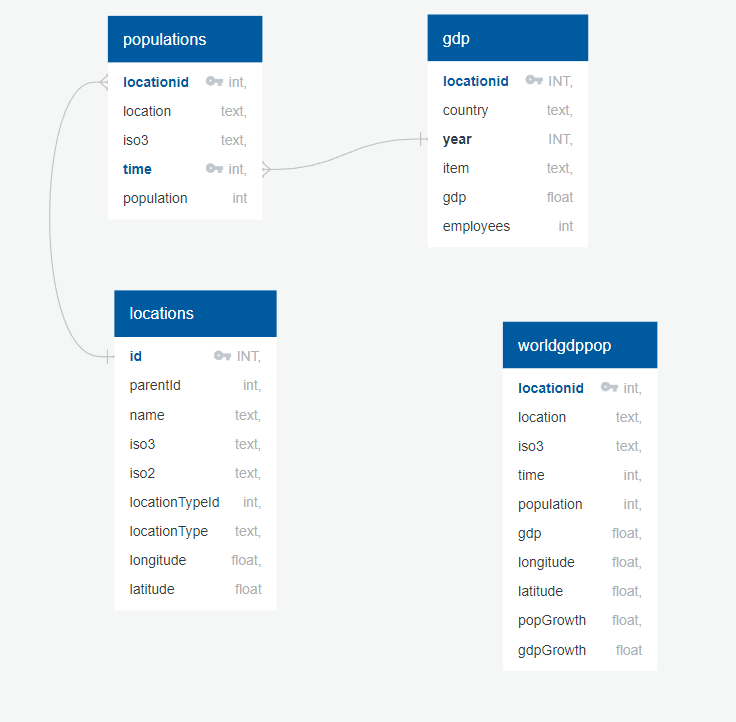 populations
locationid int,
location text,
iso3 text,
time int,
population int
gdp
locationid INT,
country text,
year INT,
item text,
gdp float
employees int
locations
id INT,
parentId int,
name text,
iso3 text,
iso2 text,
locationTypeId int,
locationType text,
longitude float,
latitude float
worldgdppop
locationid int,
location text,
iso3 text,
time int,
population int,
gdp float,
longitude float,
latitude float,
popGrowth float,
gdpGrowth float